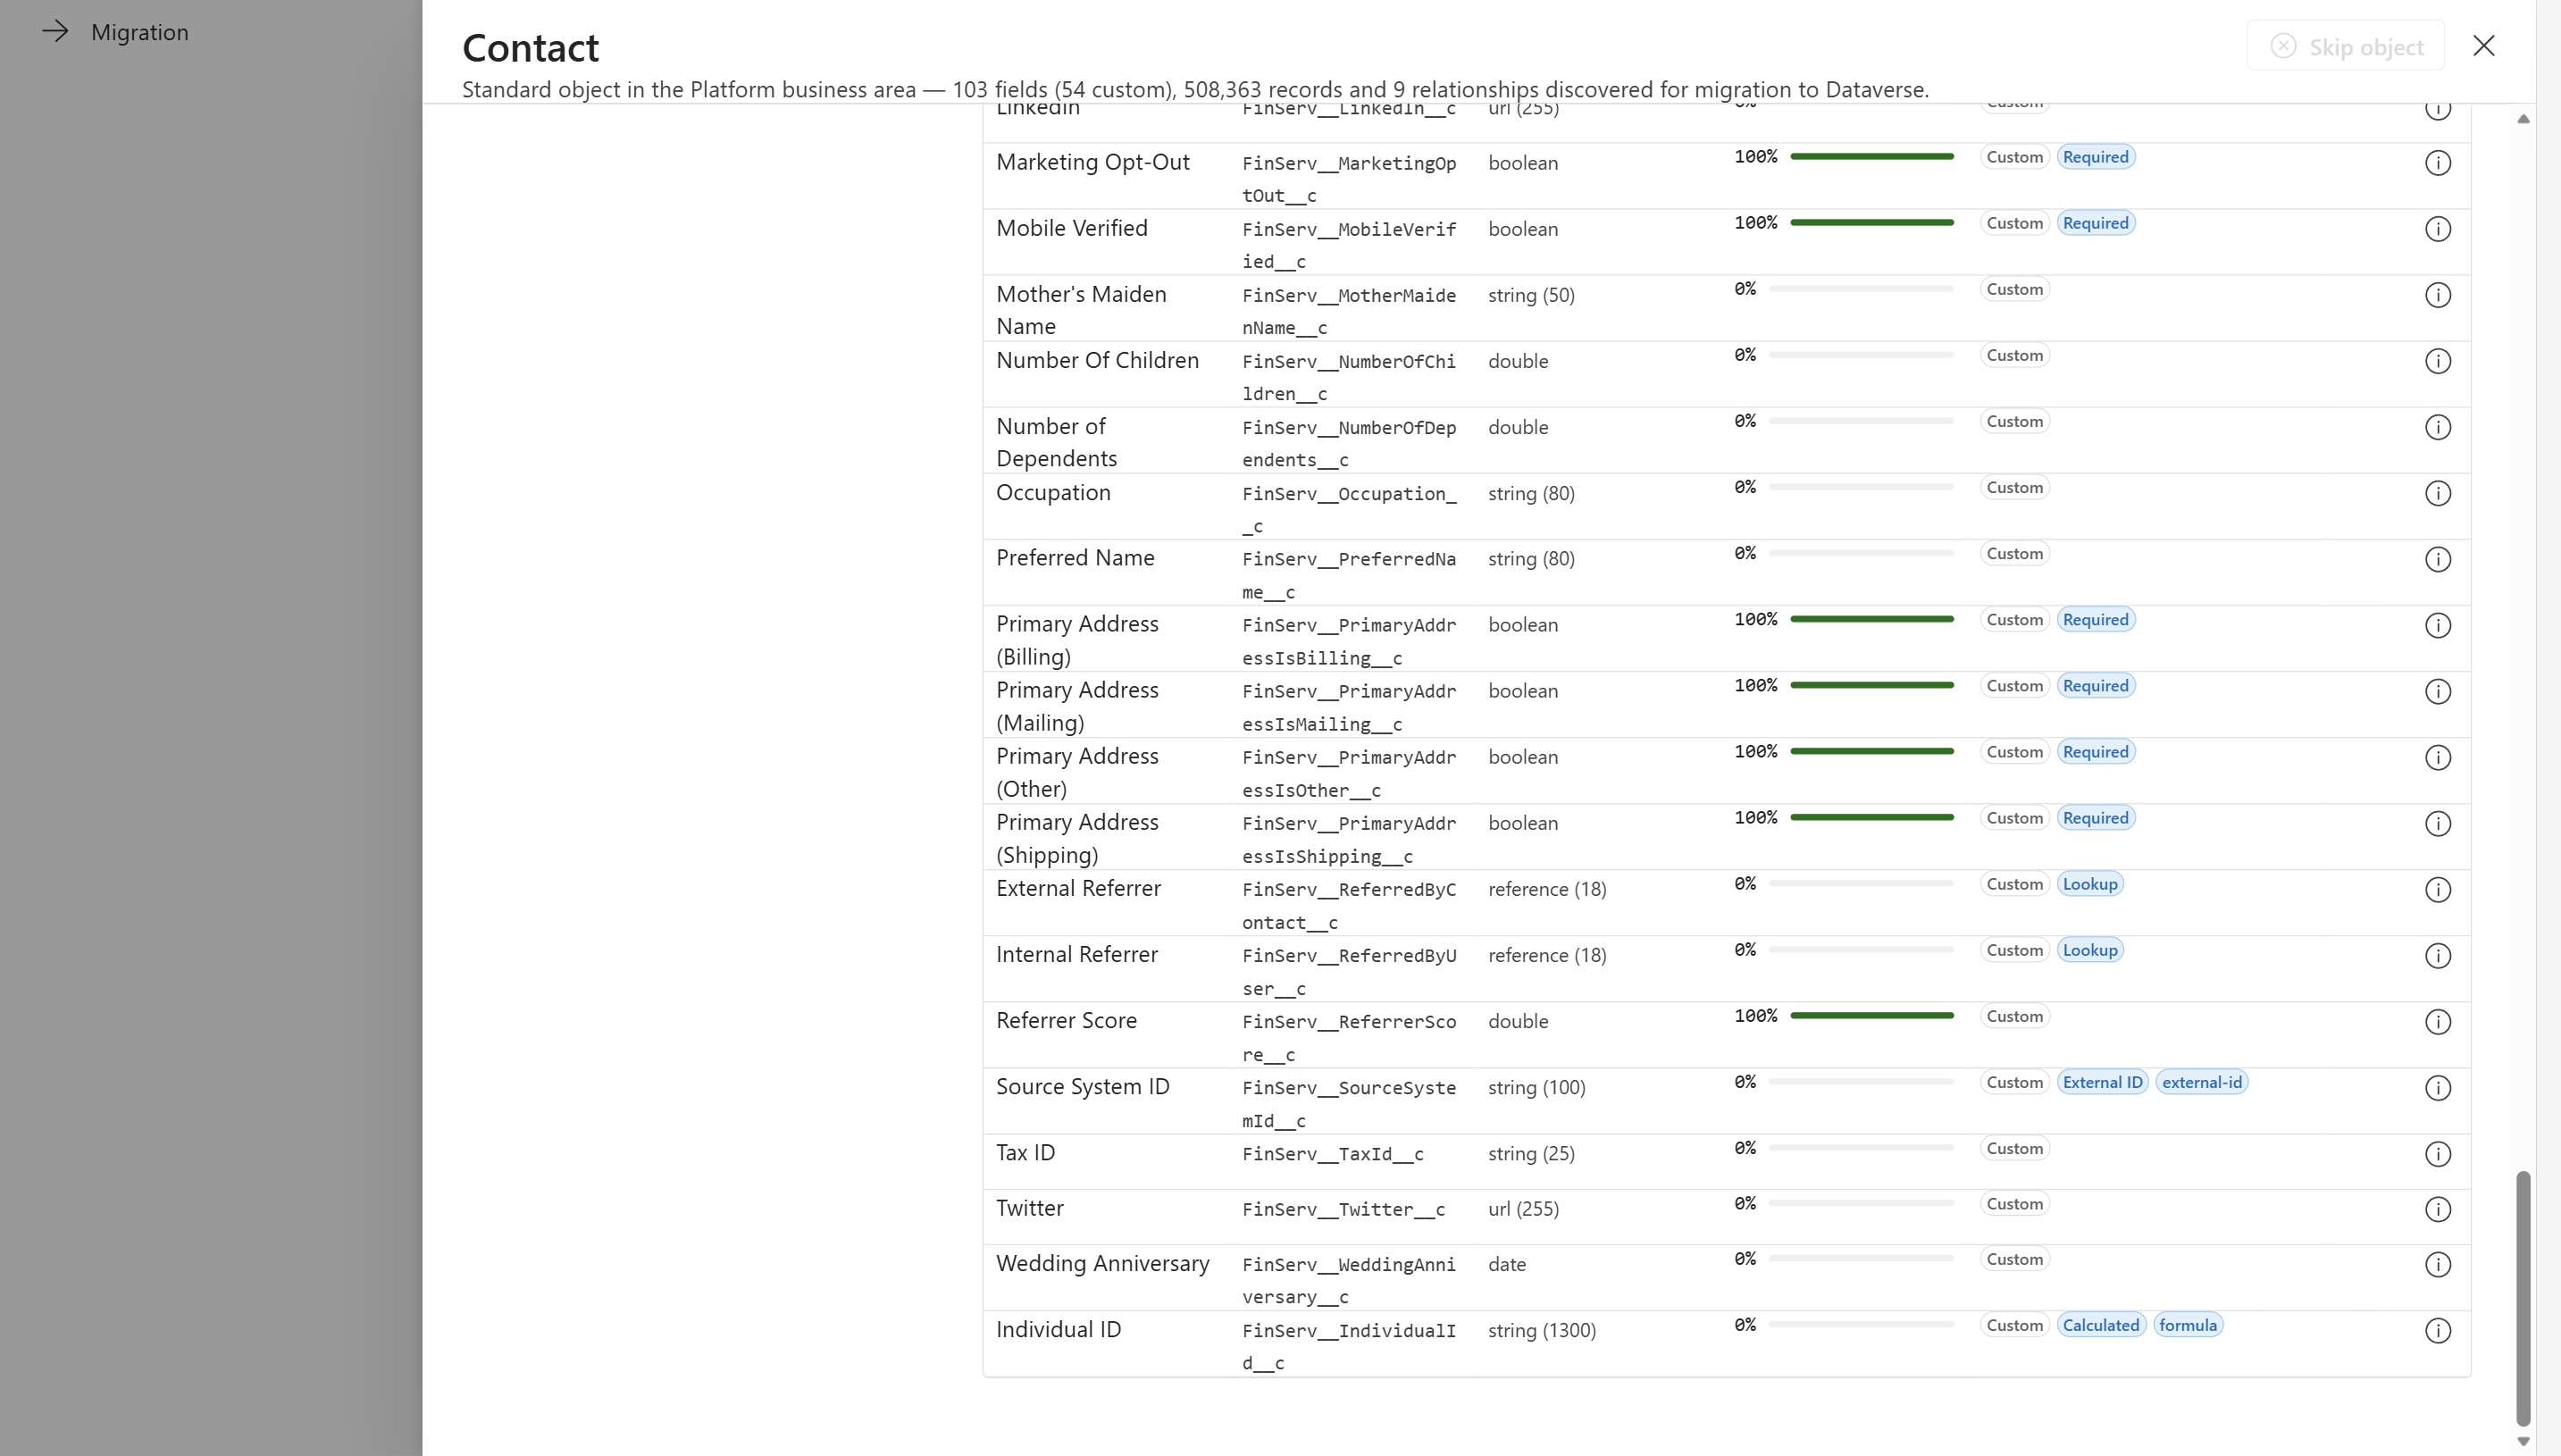 Migration
Contact
Skip object
Standard object in the Platform business area — 103 fields (54 custom), 508,363 records and 9 relationships discovered for migration to Dataverse.
LinkedIn FinServ__LinkedIn__c url (255) 0% Custom
Marketing Opt-Out FinServ__MarketingOp boolean 100% Custom Required
tOut__c
Mobile Verified FinServ__MobileVerif boolean 100% Custom Required
ied__c
Mother's Maiden FinServ__MotherMaide string (50) 0% Custom
Name nName__c
Number Of Children FinServ__NumberOfChi double 0% Custom
ldren__c
Number of FinServ__NumberOfDep double 0% Custom
Dependents endents__c
Occupation FinServ__Occupation_ string (80) 0% Custom
_c
Preferred Name FinServ__PreferredNa string (80) 0% Custom
me__c
Primary Address FinServ__PrimaryAddr boolean 100% Custom Required
(Billing) essIsBilling__c
Primary Address FinServ__PrimaryAddr boolean 100% Custom Required
(Mailing) essIsMailing__c
Primary Address FinServ__PrimaryAddr boolean 100% Custom Required
(Other) essIsOther__c
Primary Address FinServ__PrimaryAddr boolean 100% Custom Required
(Shipping) essIsShipping__c
External Referrer FinServ__ReferredByC reference (18) 0% Custom Lookup
ontact__c
Internal Referrer FinServ__ReferredByU reference (18) 0% Custom Lookup
ser__c
Referrer Score FinServ__ReferrerSco double 100% Custom
re__c
Source System ID FinServ__SourceSyste string (100) 0% Custom External ID external-id
mId__c
Tax ID FinServ__TaxId__c string (25) 0% Custom
Twitter FinServ__Twitter__c url (255) 0% Custom
Wedding Anniversary FinServ__WeddingAnni date 0% Custom
versary__c
Individual ID FinServ__IndividualI string (1300) 0% Custom Calculated formula
d__c